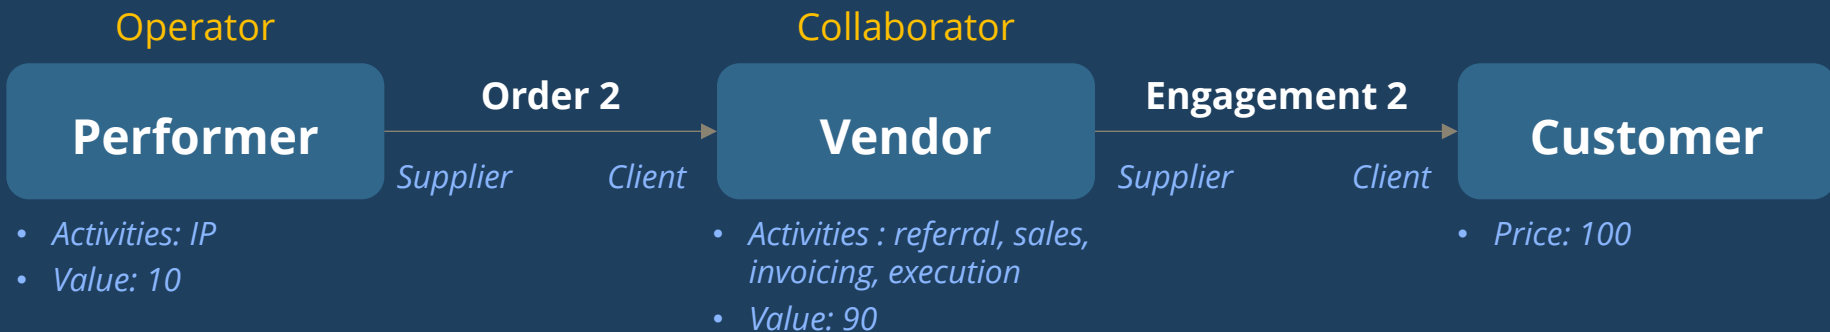 Operator
Collaborator
Performer
Order 2
Supplier
Client
Vendor
Engagement 2
Supplier
Client
Customer
• Activities: IP
• Value: 10
• Activities : referral, sales,
invoicing, execution
• Value: 90
• Price: 100